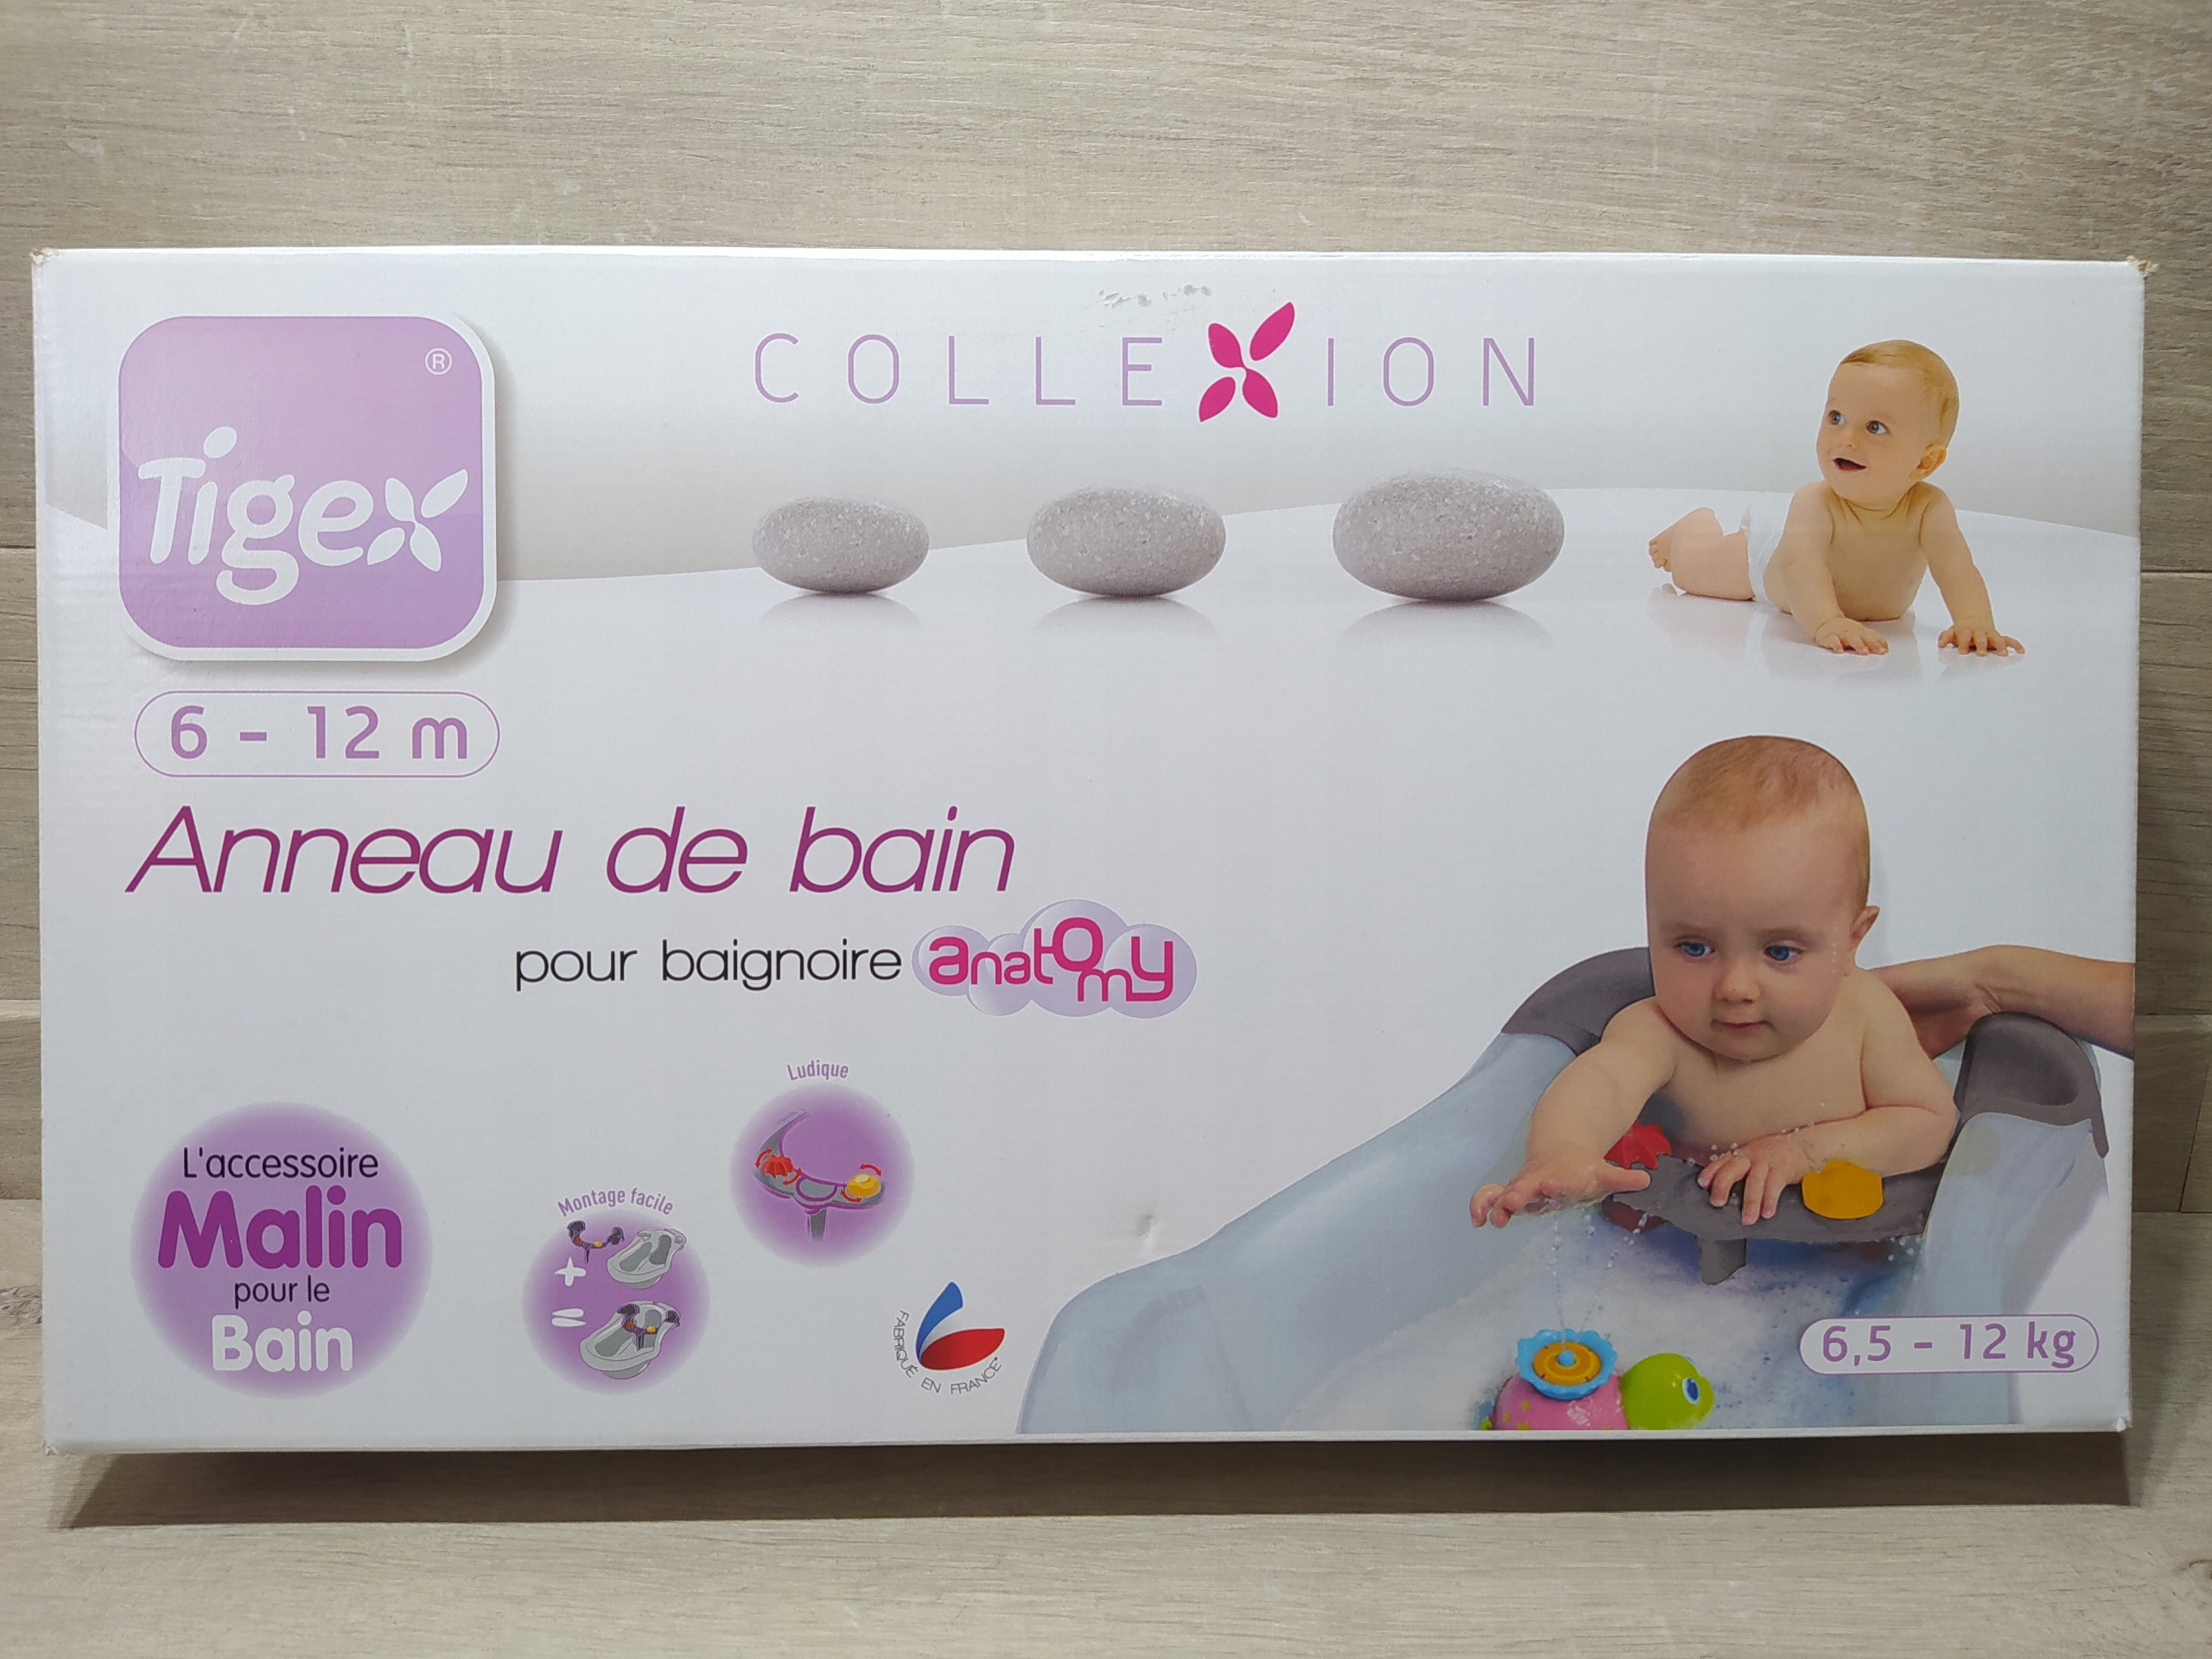 COLLEXION
®
Tigex
6 - 12 m
Anneau de bain
pour baignoire anatomy
Ludique
L'accessoire
Malin
pour le
Bain
Montage facile
FABRIQUÉ EN FRANCE
6,5 - 12 kg